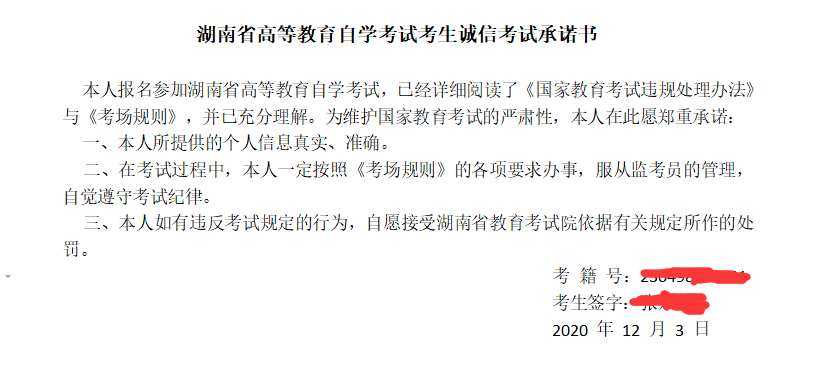 湖南省高等教育自学考试考生诚信考试承诺书
本人报名参加湖南省高等教育自学考试，已经详细阅读了《国家教育考试违规处理办法》
与《考场规则》，并已充分理解。为维护国家教育考试的严肃性，本人在此愿郑重承诺：
一、本人所提供的个人信息真实、准确。
二、在考试过程中，本人一定按照《考场规则》的各项要求办事，服从监考员的管理，
自觉遵守考试纪律。
三、本人如有违反考试规定的行为，自愿接受湖南省教育考试院依据有关规定所作的处
罚。
考 籍 号：
考生签字：
2020 年 12 月 3 日